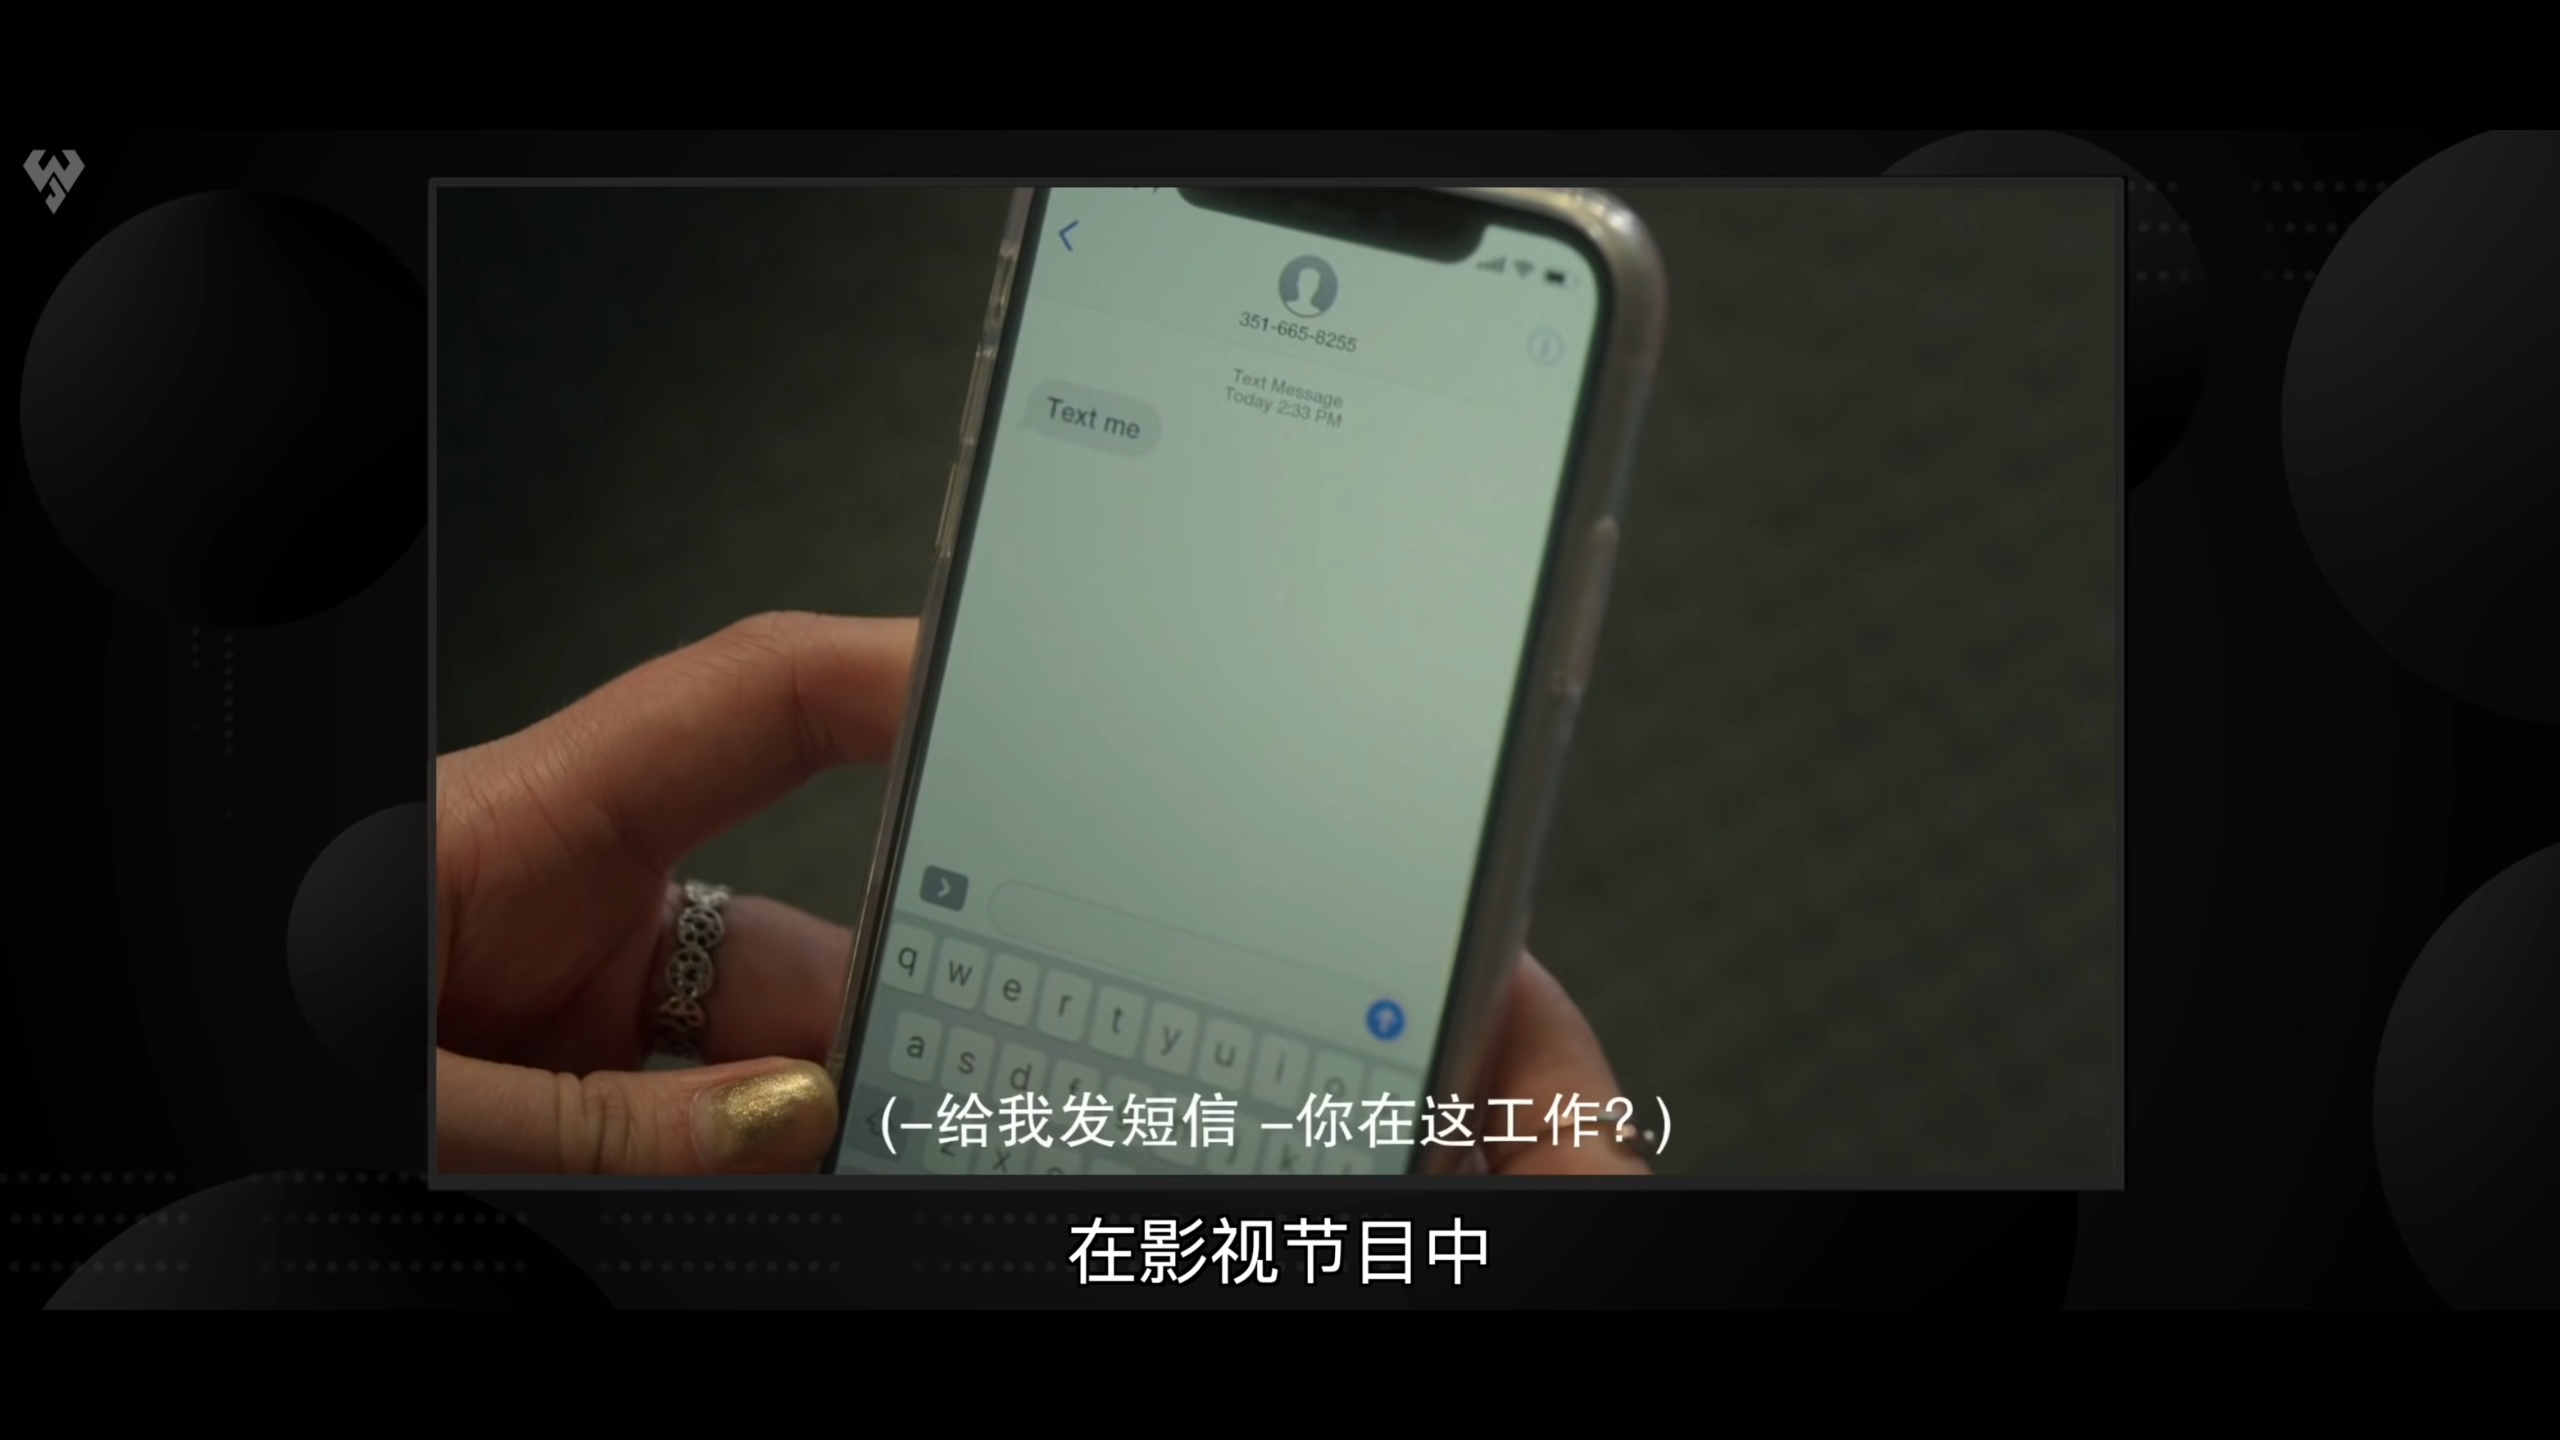 351-665-8255
Text Message
Today 2:33 PM
Text me
q w e r t y u i o
a s d f j k l
z x c
(-给我发短信 -你在这工作?)
在影视节目中